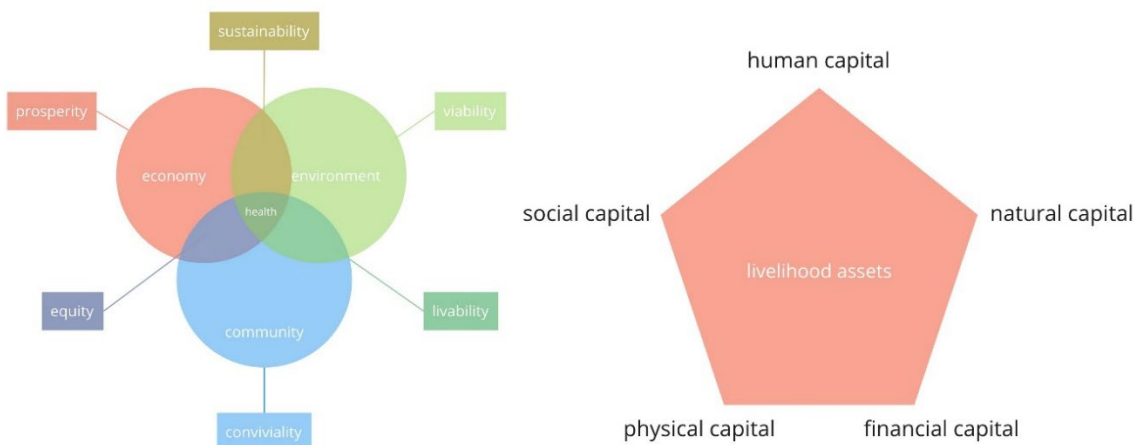 sustainability
prosperity
viability
economy
environment
health
equity
livability
community
conviviality
human capital
social capital
natural capital
livelihood assets
physical capital
financial capital